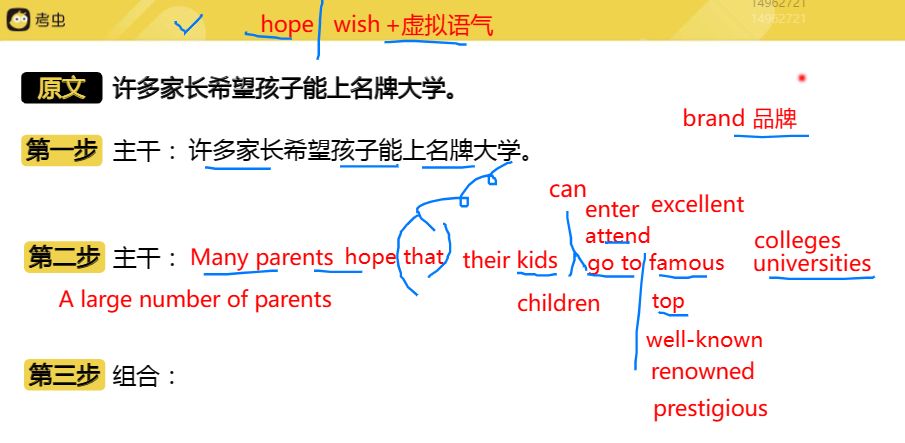 考虫
hope wish +虚拟语气
14962721
14962721
原文 许多家长希望孩子能上名牌大学。
brand 品牌
第一步 主干： 许多家长希望孩子能上名牌大学。
can
enter excellent
attend
colleges
第二步 主干： Many parents hope that their kids go to famous universities
A large number of parents
children
top
well-known
renowned
第三步 组合：
prestigious